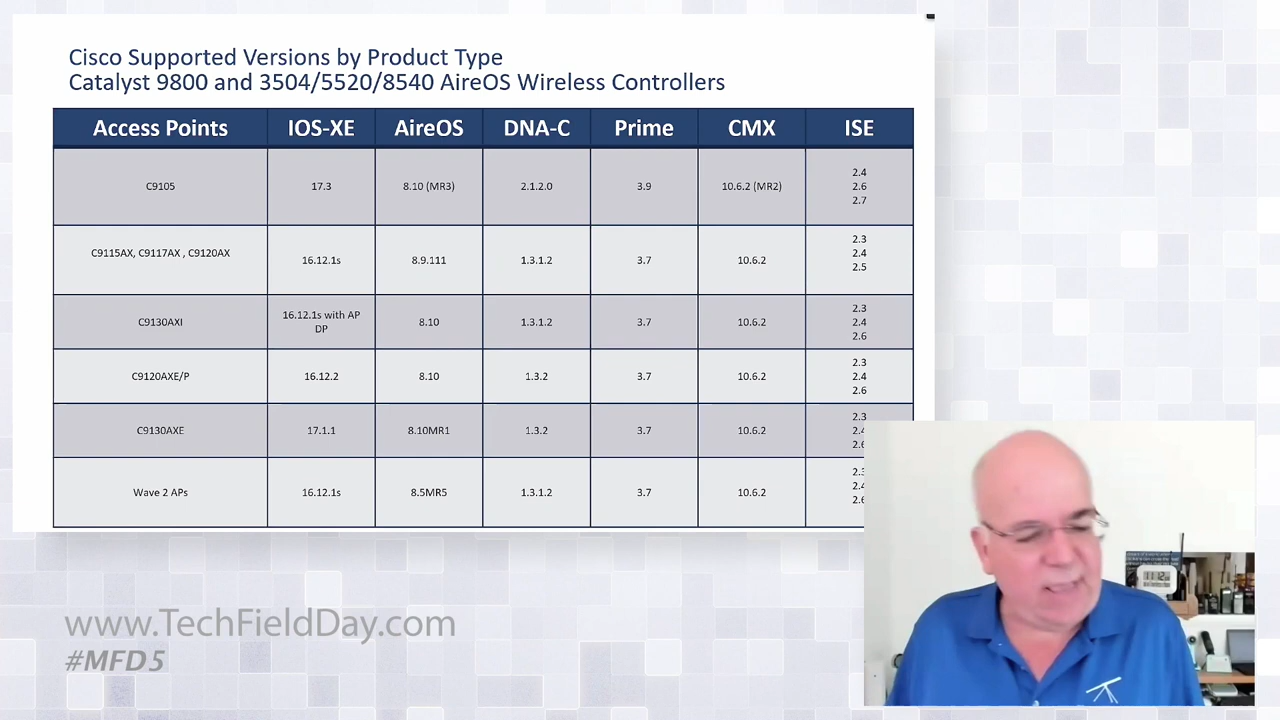 Cisco Supported Versions by Product Type
Catalyst 9800 and 3504/5520/8540 AireOS Wireless Controllers
Access Points IOS-XE AireOS DNA-C Prime CMX ISE
C9105 17.3 8.10 (MR3) 2.1.2.0 3.9 10.6.2 (MR2) 2.4
2.6
2.7
C9115AX, C9117AX , C9120AX 16.12.1s 8.9.111 1.3.1.2 3.7 10.6.2 2.3
2.4
2.5
C9130AXI 16.12.1s with AP
DP 8.10 1.3.1.2 3.7 10.6.2 2.3
2.4
2.6
C9120AXE/P 16.12.2 8.10 1.3.2 3.7 10.6.2 2.3
2.4
2.6
C9130AXE 17.1.1 8.10MR1 1.3.2 3.7 10.6.2 2.3
Wave 2 APs 16.12.1s 8.5MR5 1.3.1.2 3.7 10.6.2
www.TechFieldDay.com
#MFD5